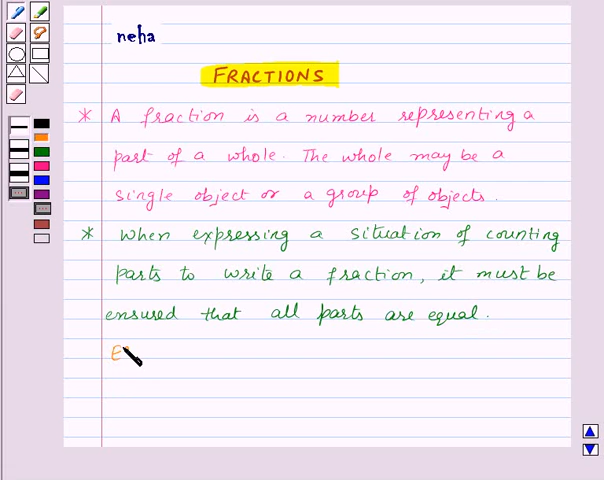 neha
FRACTIONS
* A fraction is a number representing a
part of a whole. The whole may be a
single object or a group of objects.
* When expressing a situation of counting
parts to write a fraction, it must be
ensured that all parts are equal.
E